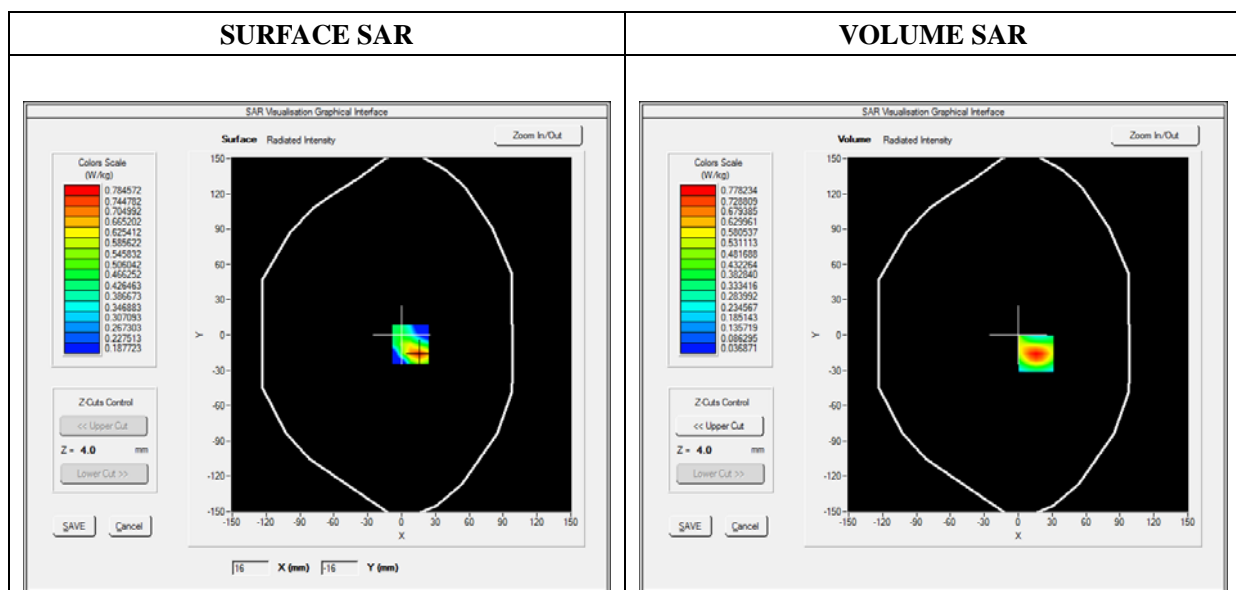 SURFACE SAR
VOLUME SAR
SAR Visualisation Graphical Interface
Surface Radiated Intensity
Zoom In/Out
Colors Scale
(W/kg)
0.784572
0.744782
0.704992
0.665202
0.625412
0.585622
0.545832
0.506042
0.466252
0.426463
0.386673
0.346883
0.307093
0.267303
0.227513
0.187723
Z-Cuts Control
<< Upper Cut
Z = 4.0 mm
Lower Cut >>
SAVE Cancel
150
120
90
60
30
0
-30
-60
-90
-120
-150
Y
-150 -120 -90 -60 -30 0 30 60 90 120 150
X
16 X (mm) -16 Y (mm)
SAR Visualisation Graphical Interface
Volume Radiated Intensity
Zoom In/Out
Colors Scale
(W/kg)
0.778234
0.728809
0.679385
0.629961
0.580537
0.531113
0.481688
0.432264
0.382840
0.333416
0.283992
0.234567
0.185143
0.135719
0.086295
0.036871
Z-Cuts Control
<< Upper Cut
Z = 4.0 mm
Lower Cut >>
SAVE Cancel
150
120
90
60
30
0
-30
-60
-90
-120
-150
Y
-150 -120 -90 -60 -30 0 30 60 90 120 150
X